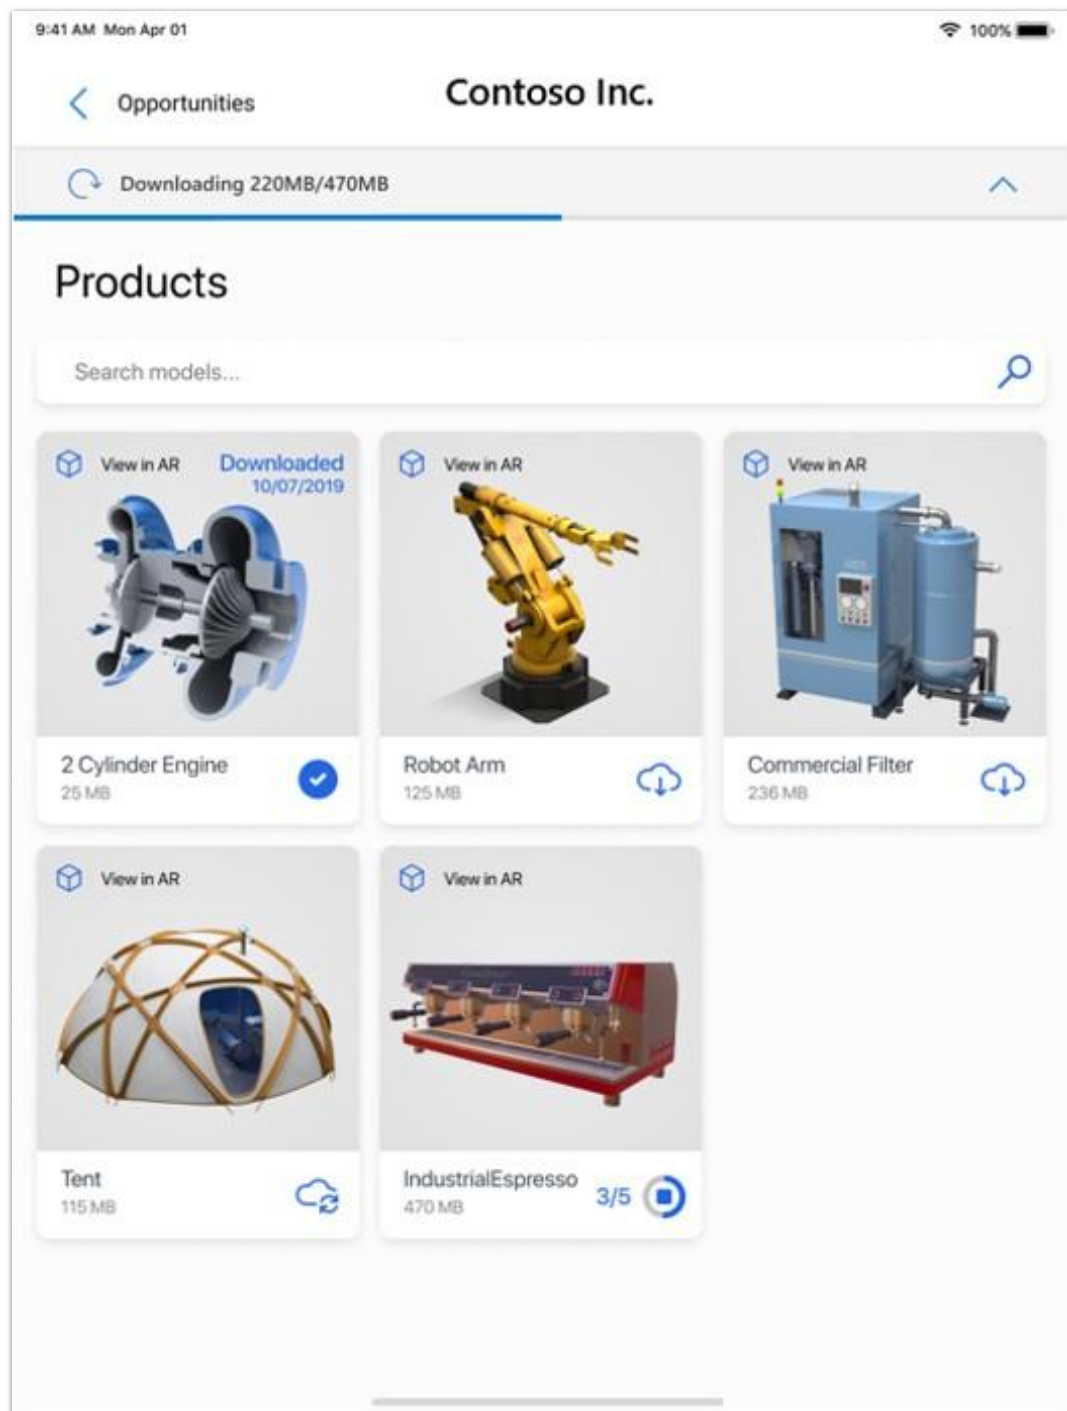 9:41 AM Mon Apr 01
100%
Opportunities
Contoso Inc.
Downloading 220MB/470MB
Products
Search models...
View in AR
Downloaded
10/07/2019
View in AR
View in AR
2 Cylinder Engine
25 MB
Robot Arm
125 MB
Commercial Filter
236 MB
View in AR
View in AR
Tent
115 MB
IndustrialEspresso
470 MB
3/5